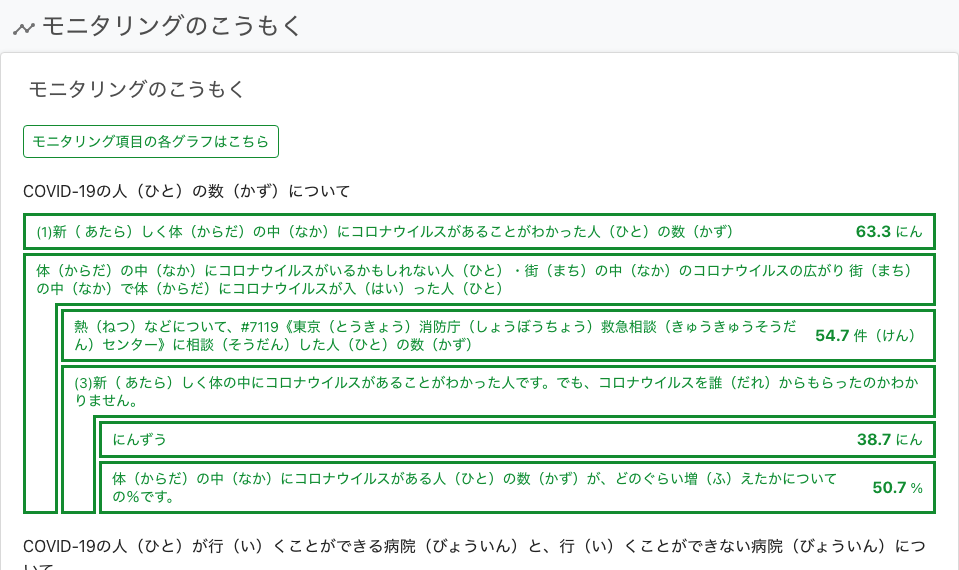 モニタリングのこうもく
モニタリングのこうもく
モニタリング項目の各グラフはこちら
COVID-19の人（ひと）の数（かず）について
(1)新（ あたら）しく体（からだ）の中（なか）にコロナウイルスがあることがわかった人（ひと）の数（かず） 63.3 にん
体（からだ）の中（なか）にコロナウイルスがいるかもしれない人（ひと）・街（まち）の中（なか）のコロナウイルスの広がり 街（まち）
の中（なか）で体（からだ）にコロナウイルスが入（はい）った人（ひと）
熱（ねつ）などについて、#7119《東京（とうきょう）消防庁（しょうぼうちょう）救急相談（きゅうきゅうそうだ
ん）センター》に相談（そうだん）した人（ひと）の数（かず） 54.7 件（けん）
(3)新（ あたら）しく体の中にコロナウイルスがあることがわかった人です。でも、コロナウイルスを誰（だれ）からもらったのかわか
りません。
にんずう 38.7 にん
体（からだ）の中（なか）にコロナウイルスがある人（ひと）の数（かず）が、どのぐらい増（ふ）えたかについて
の％です。 50.7 %
COVID-19の人（ひと）が行（い）くことができる病院（びょういん）と、行（い）くことができない病院（びょういん）につ
いて